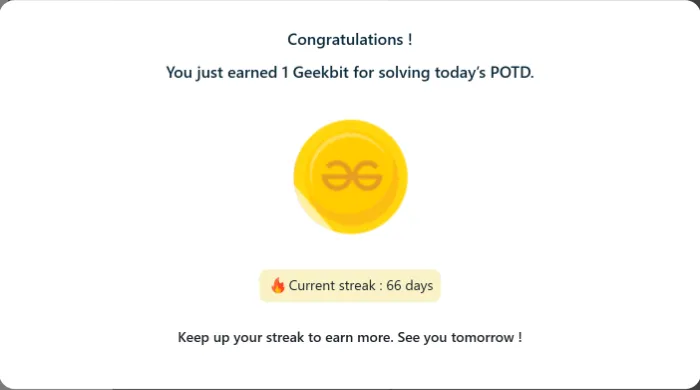 Congratulations !
You just earned 1 Geekbit for solving today's POTD.
🔥 Current streak : 66 days
Keep up your streak to earn more. See you tomorrow !